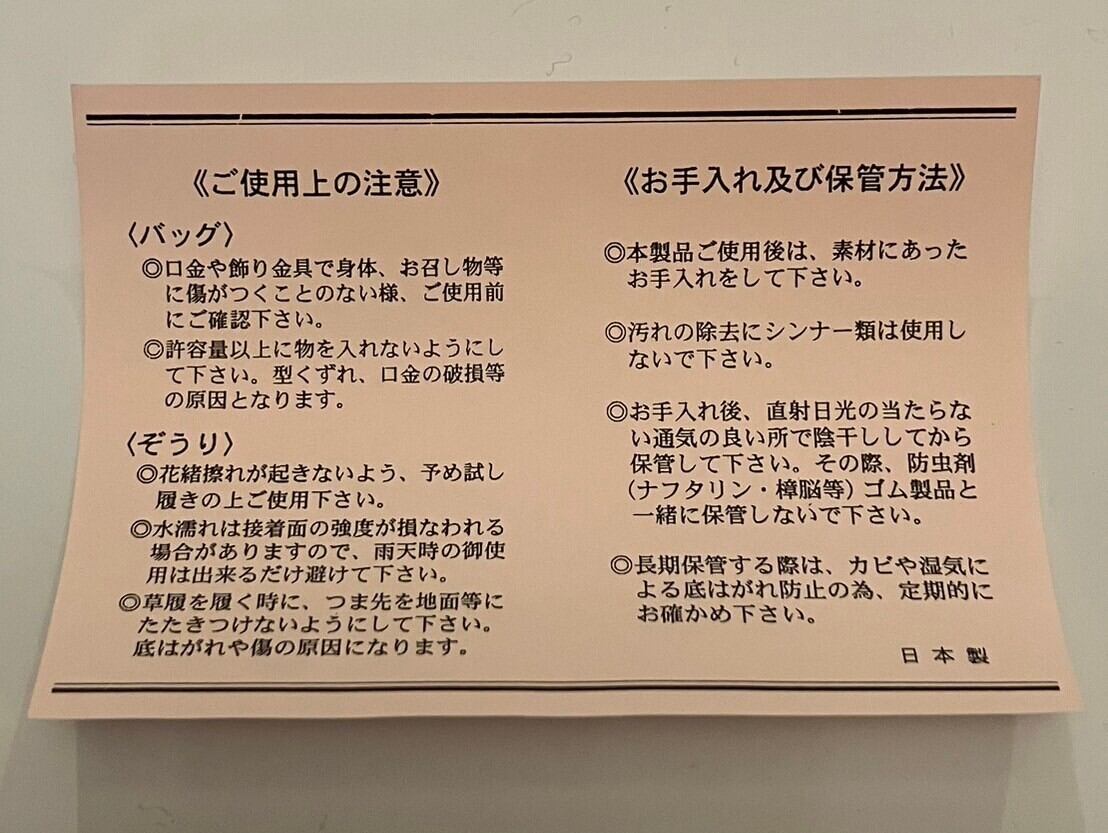 《ご使用上の注意》
〈バッグ〉
◎口金や飾り金具で身体、お召し物等
に傷がつくことのない様、ご使用前
にご確認下さい。
◎許容量以上に物を入れないようにし
て下さい。型くずれ、口金の破損等
の原因となります。
〈ぞうり〉
◎花緒擦れが起きないよう、予め試し
履きの上ご使用下さい。
◎水濡れは接着面の強度が損なわれる
場合がありますので、雨天時の御使
用は出来るだけ避けて下さい。
◎草履を履く時に、つま先を地面等に
たたきつけないようにして下さい。
底はがれや傷の原因になります。
《お手入れ及び保管方法》
◎本製品ご使用後は、素材にあった
お手入れをして下さい。
◎汚れの除去にシンナー類は使用し
ないで下さい。
◎お手入れ後、直射日光の当たらな
い通気の良い所で陰干ししてから
保管して下さい。その際、防虫剤
(ナフタリン・樟脳等)ゴム製品と
一緒に保管しないで下さい。
◎長期保管する際は、カビや湿気に
よる底はがれ防止の為、定期的に
お確かめ下さい。
日本製